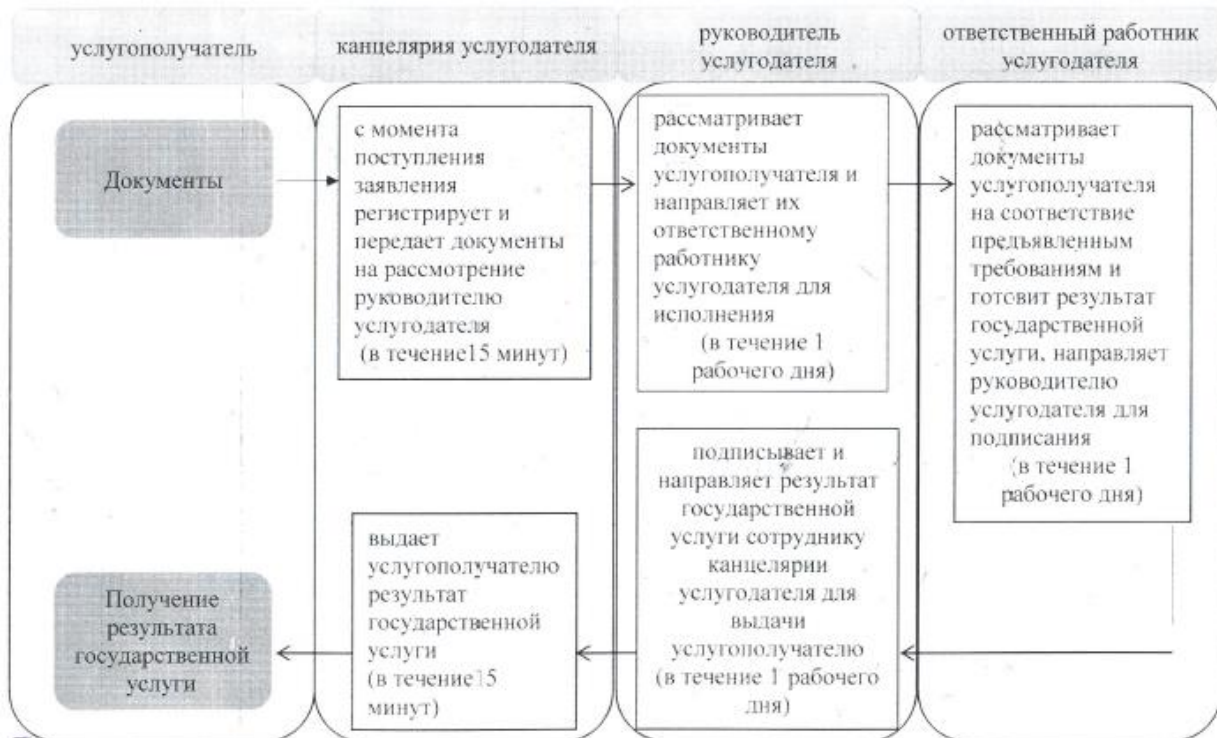 услугополучатель
канцелярия услугодателя
руководитель
услугодателя
ответственный работник
услугодателя
Документы
с момента
поступления
заявления
регистрирует и
передает документы
на рассмотрение
руководителю
услугодателя
(в течение15 минут)
рассматривает
документы
услугополучателя и
направляет их
ответственному
работнику
услугодателя для
исполнения
(в течение 1
рабочего дня)
рассматривает
документы
услугополучателя
на соответствие
предъявленным
требованиям и
готовит результат
государственной
услуги, направляет
руководителю
услугодателя для
подписания
(в течение 1
рабочего дня)
подписывает и
направляет результат
государственной
услуги сотруднику
канцелярии
услугодателя для
выдачи
услугополучателю
(в течение 1 рабочего
дня)
выдает
услугополучателю
результат
государственной
услуги
(в течение15
минут)
Получение
результата
государственной
услуги